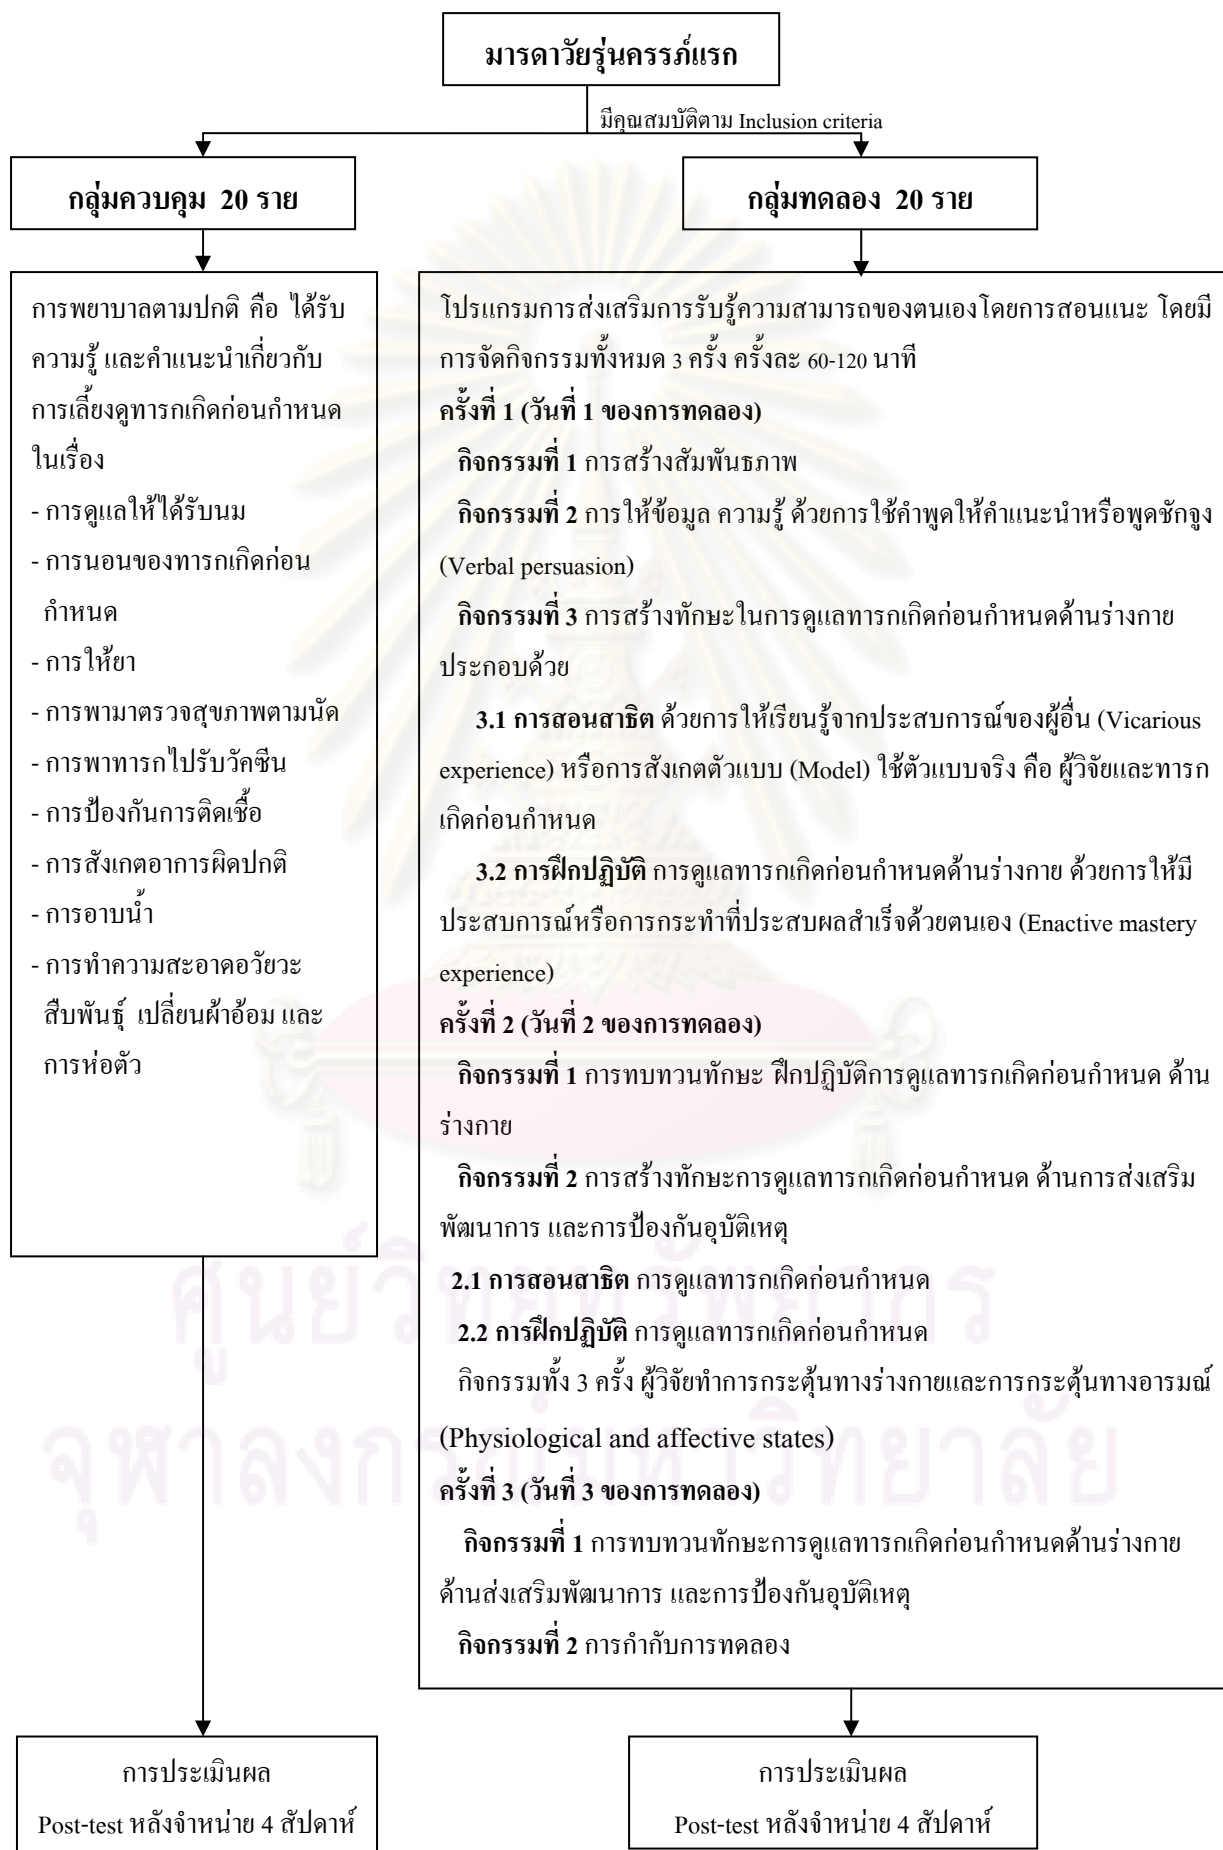 มารดาวัยรุ่นครรภ์แรก
มีคุณสมบัติตาม Inclusion criteria
กลุ่มควบคุม 20 ราย
กลุ่มทดลอง 20 ราย
การพยาบาลตามปกติ คือ ได้รับ
ความรู้ และคำแนะนำเกี่ยวกับ
การเลี้ยงดูทารกเกิดก่อนกำหนด
ในเรื่อง
- การดูแลให้ได้รับนม
- การนอนของทารกเกิดก่อน
กำหนด
- การให้ยา
- การพามาตรวจสุขภาพตามนัด
- การพาทารกไปรับวัคซีน
- การป้องกันการติดเชื้อ
- การสังเกตอาการผิดปกติ
- การอาบน้ำ
- การทำความสะอาดอวัยวะ
สืบพันธุ์ เปลี่ยนผ้าอ้อม และ
การห่อตัว
โปรแกรมการส่งเสริมการรับรู้ความสามารถของตนเองโดยการสอนแนะ โดยมี
การจัดกิจกรรมทั้งหมด 3 ครั้ง ครั้งละ 60-120 นาที
ครั้งที่ 1 (วันที่ 1 ของการทดลอง)
กิจกรรมที่ 1 การสร้างสัมพันธภาพ
กิจกรรมที่ 2 การให้ข้อมูล ความรู้ ด้วยการใช้คำพูดให้คำแนะนำหรือพูดชักจูง
(Verbal persuasion)
กิจกรรมที่ 3 การสร้างทักษะในการดูแลทารกเกิดก่อนกำหนดด้านร่างกาย
ประกอบด้วย
3.1 การสอนสาธิต ด้วยการให้เรียนรู้จากประสบการณ์ของผู้อื่น (Vicarious
experience) หรือการสังเกตตัวแบบ (Model) ใช้ตัวแบบจริง คือ ผู้วิจัยและทารก
เกิดก่อนกำหนด
3.2 การฝึกปฏิบัติ การดูแลทารกเกิดก่อนกำหนดด้านร่างกาย ด้วยการให้มี
ประสบการณ์หรือการกระทำที่ประสบผลสำเร็จด้วยตนเอง (Enactive mastery
experience)
ครั้งที่ 2 (วันที่ 2 ของการทดลอง)
กิจกรรมที่ 1 การทบทวนทักษะ ฝึกปฏิบัติการดูแลทารกเกิดก่อนกำหนด ด้าน
ร่างกาย
กิจกรรมที่ 2 การสร้างทักษะการดูแลทารกเกิดก่อนกำหนด ด้านการส่งเสริม
พัฒนาการ และการป้องกันอุบัติเหตุ
2.1 การสอนสาธิต การดูแลทารกเกิดก่อนกำหนด
2.2 การฝึกปฏิบัติ การดูแลทารกเกิดก่อนกำหนด
กิจกรรมทั้ง 3 ครั้ง ผู้วิจัยทำการกระตุ้นทางร่างกายและการกระตุ้นทางอารมณ์
(Physiological and affective states)
ครั้งที่ 3 (วันที่ 3 ของการทดลอง)
กิจกรรมที่ 1 การทบทวนทักษะการดูแลทารกเกิดก่อนกำหนดด้านร่างกาย
ด้านส่งเสริมพัฒนาการ และการป้องกันอุบัติเหตุ
กิจกรรมที่ 2 การกำกับการทดลอง
การประเมินผล
Post-test หลังจำหน่าย 4 สัปดาห์
การประเมินผล
Post-test หลังจำหน่าย 4 สัปดาห์
ศูนย์วิทยทรัพยากร
จุฬาลงกรณ์มหาวิทยาลัย